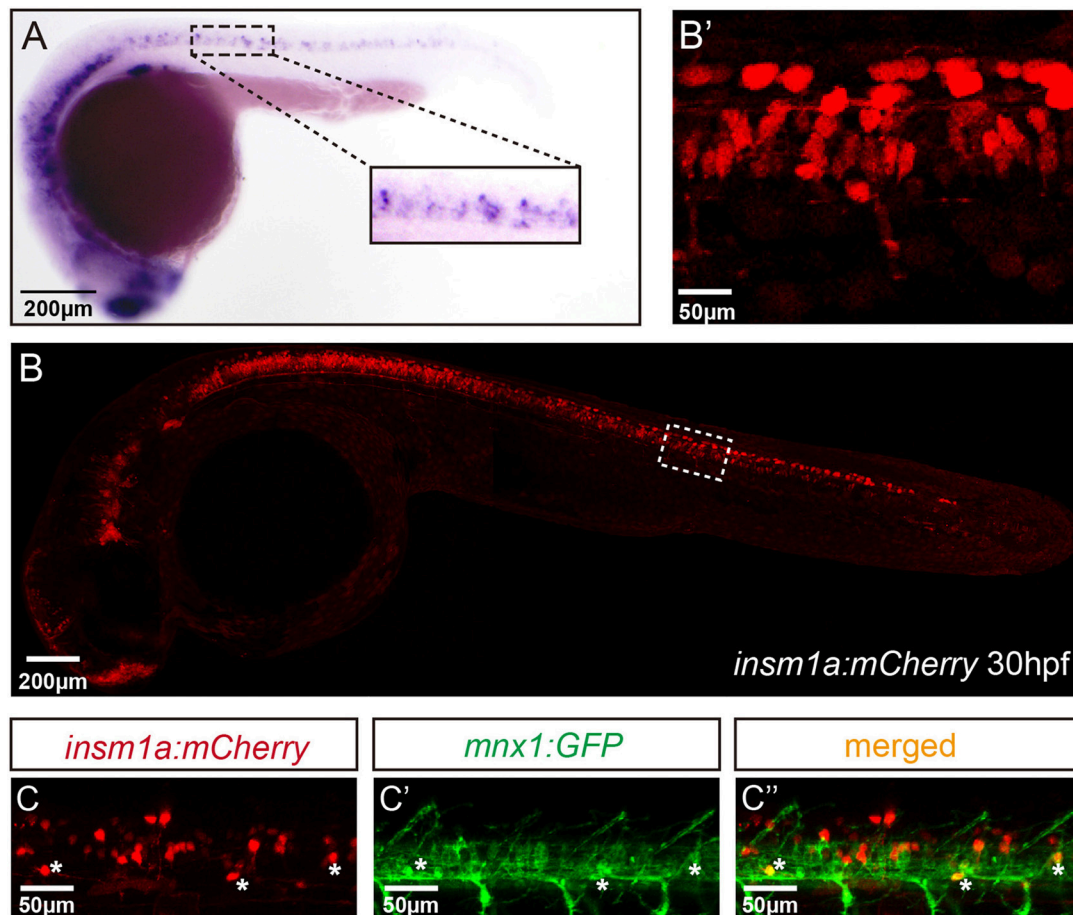 A
200μm
B’
50μm
B
200μm
insm1a:mCherry 30hpf
insm1a:mCherry
mnx1:GFP
merged
C
*
*
*
50μm
C’
*
*
*
50μm
C’’
*
*
*
50μm